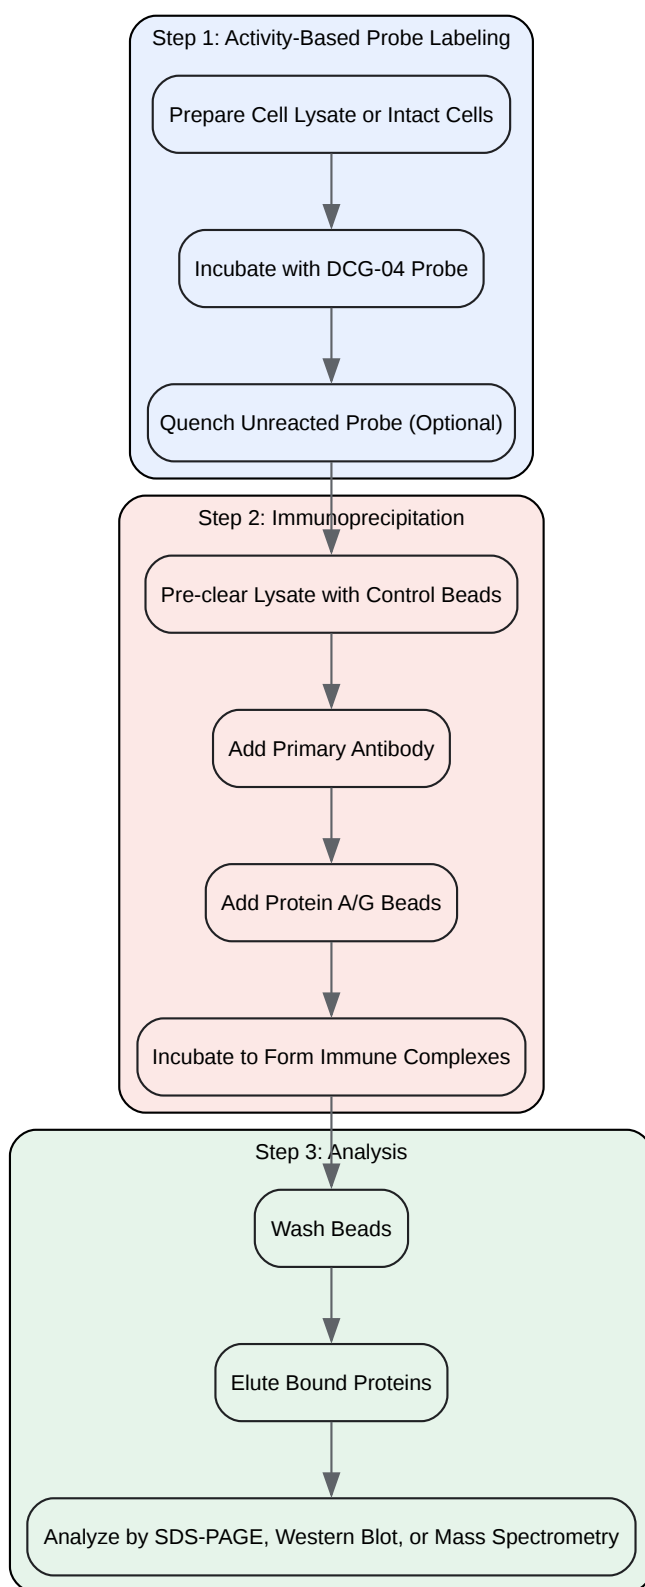 Step 1: Activity-Based Probe Labeling
Prepare Cell Lysate or Intact Cells
Incubate with DCG-04 Probe
Quench Unreacted Probe (Optional)
Step 2: Immunoprecipitation
Pre-clear Lysate with Control Beads
Add Primary Antibody
Add Protein A/G Beads
Incubate to Form Immune Complexes
Step 3: Analysis
Wash Beads
Elute Bound Proteins
Analyze by SDS-PAGE, Western Blot, or Mass Spectrometry